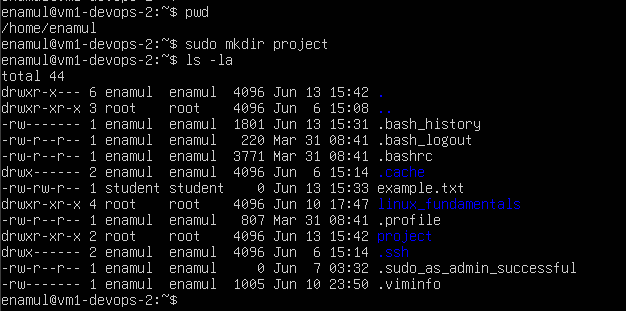 enamul@vm1-devops-2:~$ pwd
/home/enamul
enamul@vm1-devops-2:~$ sudo mkdir project
enamul@vm1-devops-2:~$ ls -la
total 44
drwxr-x--- 6 enamul  enamul  4096 Jun 13 15:42 .
drwxr-xr-x 3 root    root    4096 Jun  6 15:08 ..
-rw------- 1 enamul  enamul  1801 Jun 13 15:31 .bash_history
-rw-r--r-- 1 enamul  enamul   220 Mar 31 08:41 .bash_logout
-rw-r--r-- 1 enamul  enamul  3771 Mar 31 08:41 .bashrc
drwx------ 2 enamul  enamul  4096 Jun  6 15:14 .cache
-rw-rw-r-- 1 student student    0 Jun 13 15:33 example.txt
drwxr-xr-x 4 root    root    4096 Jun 10 17:47 linux_fundamentals
-rw-r--r-- 1 enamul  enamul   807 Mar 31 08:41 .profile
drwxr-xr-x 2 root    root    4096 Jun 13 15:42 project
drwx------ 2 enamul  enamul  4096 Jun  6 15:14 .ssh
-rw-r--r-- 1 enamul  enamul     0 Jun  7 03:32 .sudo_as_admin_successful
-rw------- 1 enamul  enamul  1005 Jun 10 23:50 .viminfo
enamul@vm1-devops-2:~$